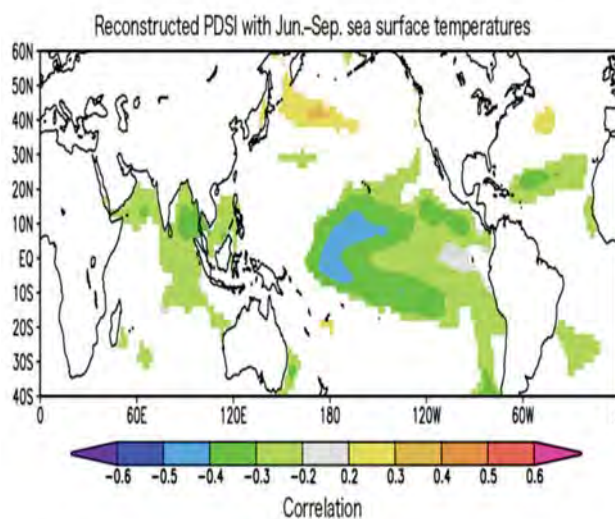 Reconstructed PDSI with Jun.–Sep. sea surface temperatures
60N
50N
40N
30N
20N
10N
EQ
10S
20S
30S
40S
0 60E 120E 180 120W 60W
−0.6 −0.5 −0.4 −0.3 −0.2 0.2 0.3 0.4 0.5 0.6
Correlation